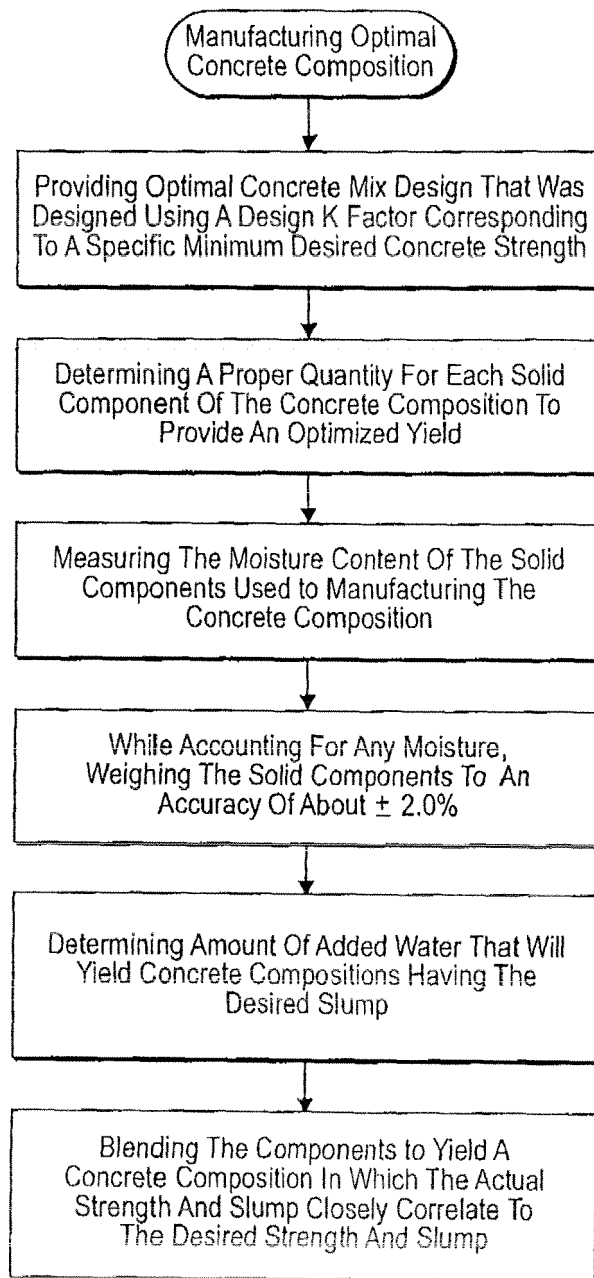 Manufacturing Optimal
Concrete Composition
Providing Optimal Concrete Mix Design That Was
Designed Using A Design K Factor Corresponding
To A Specific Minimum Desired Concrete Strength
Determining A Proper Quantity For Each Solid
Component Of The Concrete Composition To
Provide An Optimized Yield
Measuring The Moisture Content Of The Solid
Components Used to Manufacturing The
Concrete Composition
While Accounting For Any Moisture,
Weighing The Solid Components To An
Accuracy Of About ± 2.0%
Determining Amount Of Added Water That Will
Yield Concrete Compositions Having The
Desired Slump
Blending The Components to Yield A
Concrete Composition In Which The Actual
Strength And Slump Closely Correlate To
The Desired Strength And Slump